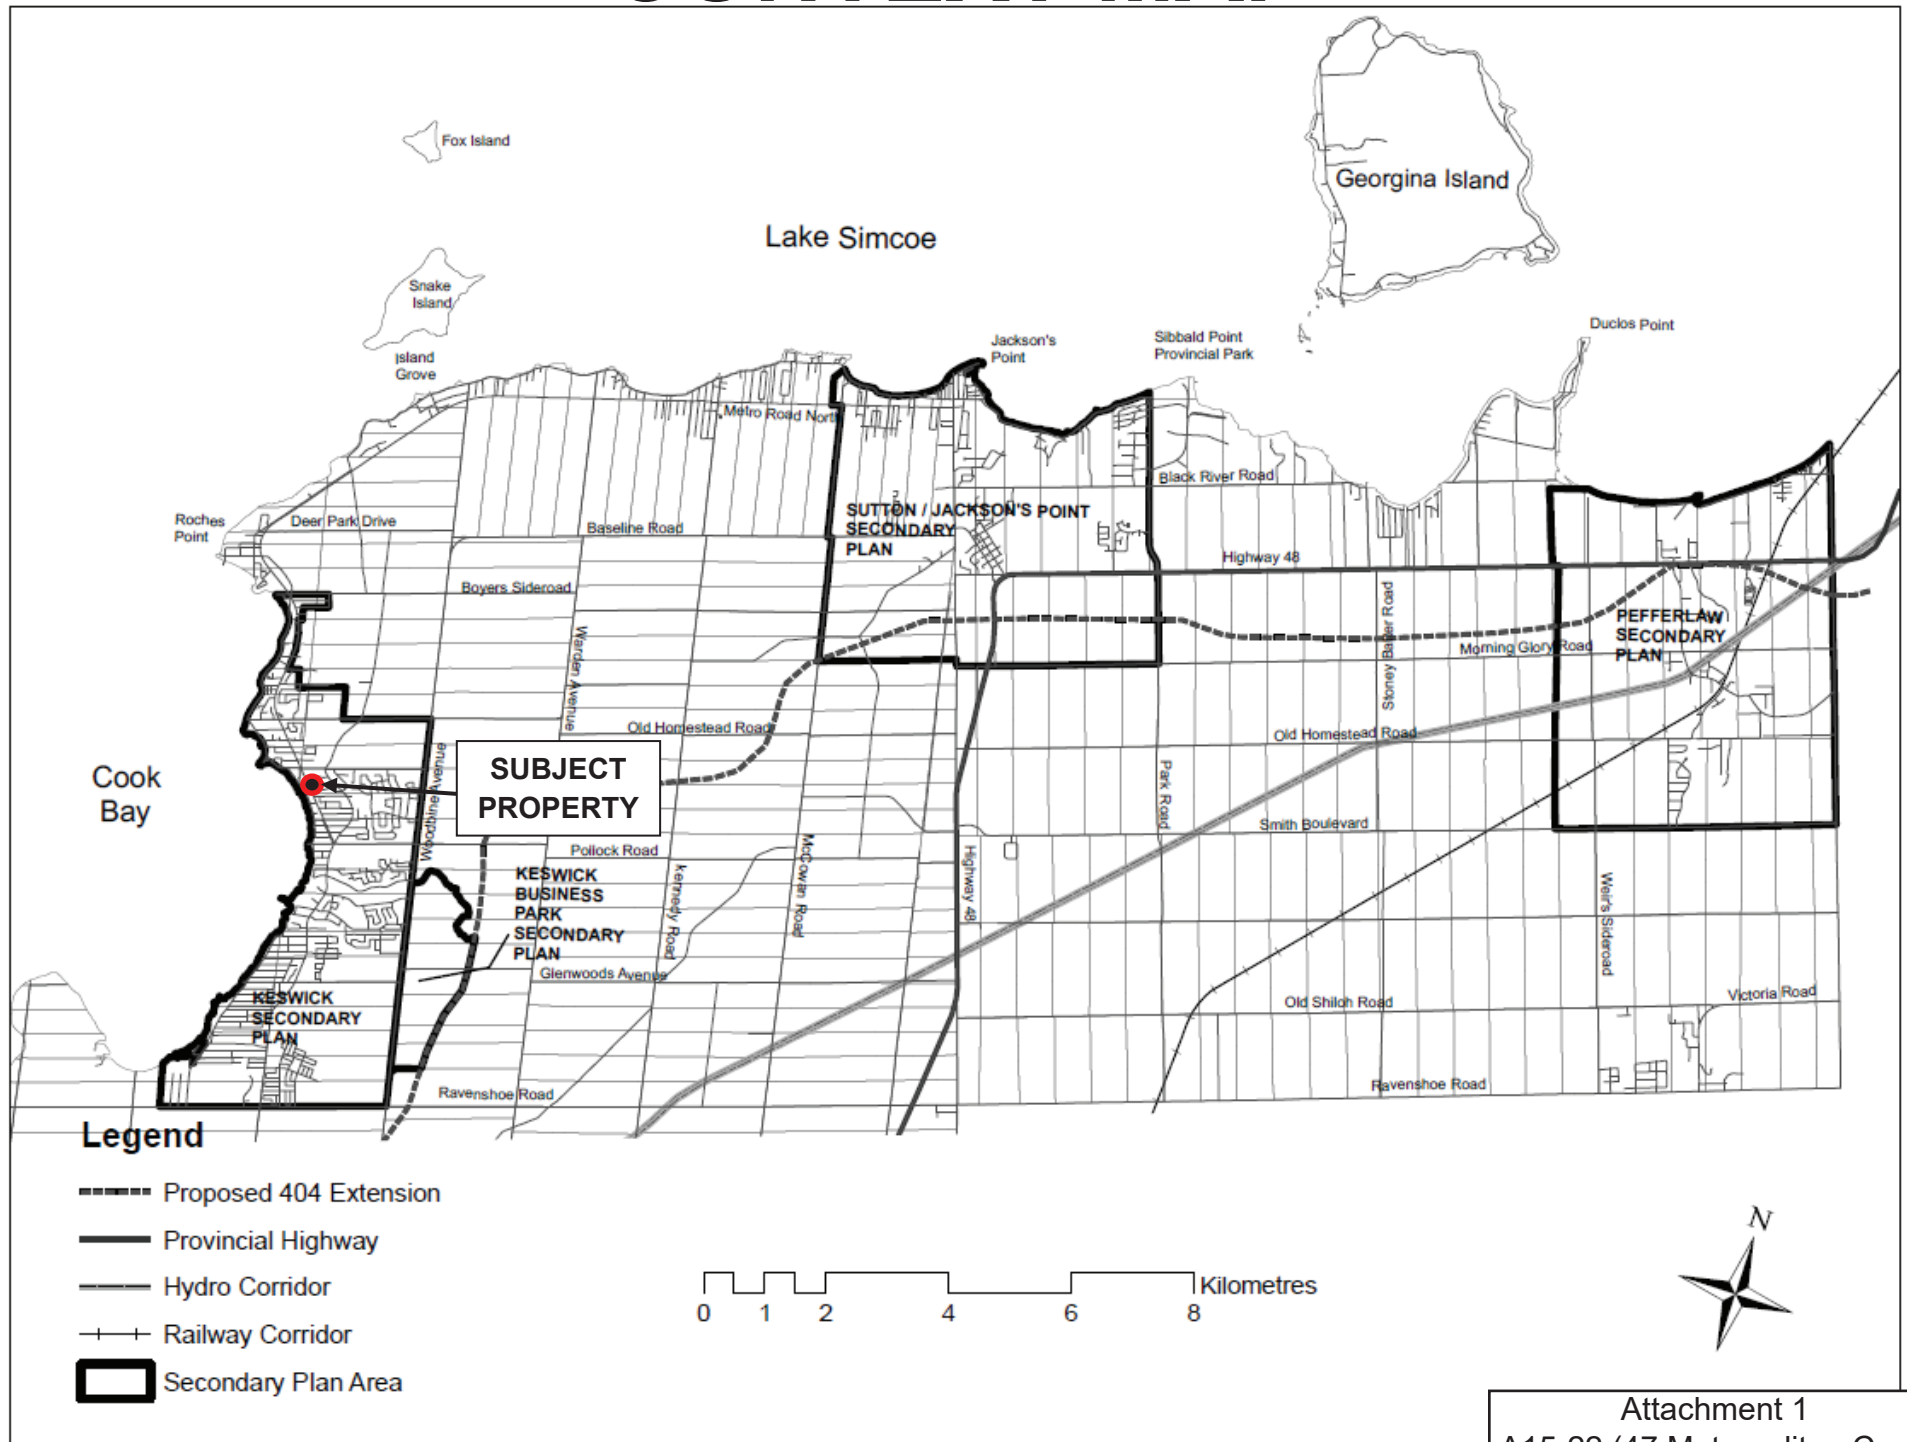 Fox Island
Georgina Island
Lake Simcoe
Snake
Island
Island
Grove
Jackson's
Point
Sibbald Point
Provincial Park
Duclos Point
Metro Road North
Black River Road
Roches
Point
Deer Park Drive
Baseline Road
SUTTON / JACKSON'S POINT
SECONDARY
PLAN
Highway 48
Boyers Sideroad
Warden Avenue
Stoney Batter Road
PEFFERLAW
SECONDARY
PLAN
Morning Glory Road
Old Homestead Road
Old Homestead Road
Cook
Bay
SUBJECT
PROPERTY
Woodbine Avenue
Park Road
Smith Boulevard
Pollock Road
Kennedy Road
McCowan Road
Highway 48
Weir's Sideroad
KESWICK
BUSINESS
PARK
SECONDARY
PLAN
Glenwoods Avenue
KESWICK
SECONDARY
PLAN
Old Shiloh Road
Victoria Road
Ravenshoe Road
Ravenshoe Road
Legend
Proposed 404 Extension
Provincial Highway
Hydro Corridor
Railway Corridor
Secondary Plan Area
0 1 2 4 6 8
Kilometres
N
Attachment 1